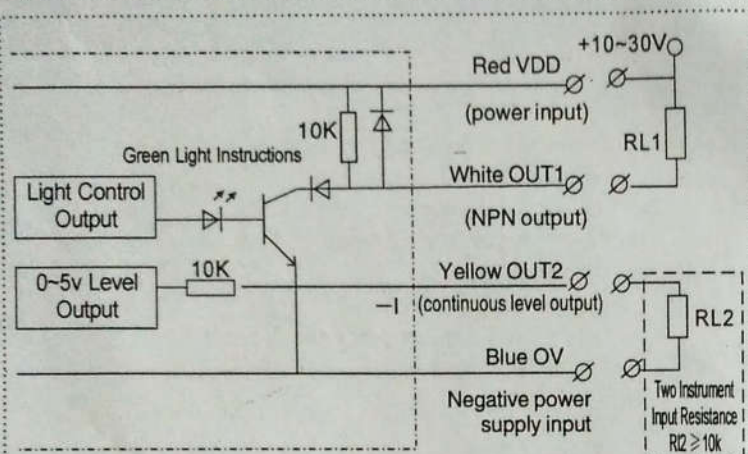 +10~30V
Red VDD
(power input)
10K
RL1
Green Light Instructions
White OUT1
Light Control
Output
(NPN output)
0~5v Level
Output
10K
Yellow OUT2
−I
(continuous level output)
RL2
Blue OV
Negative power
supply input
Two Instrument
Input Resistance
Rl2⩾10k